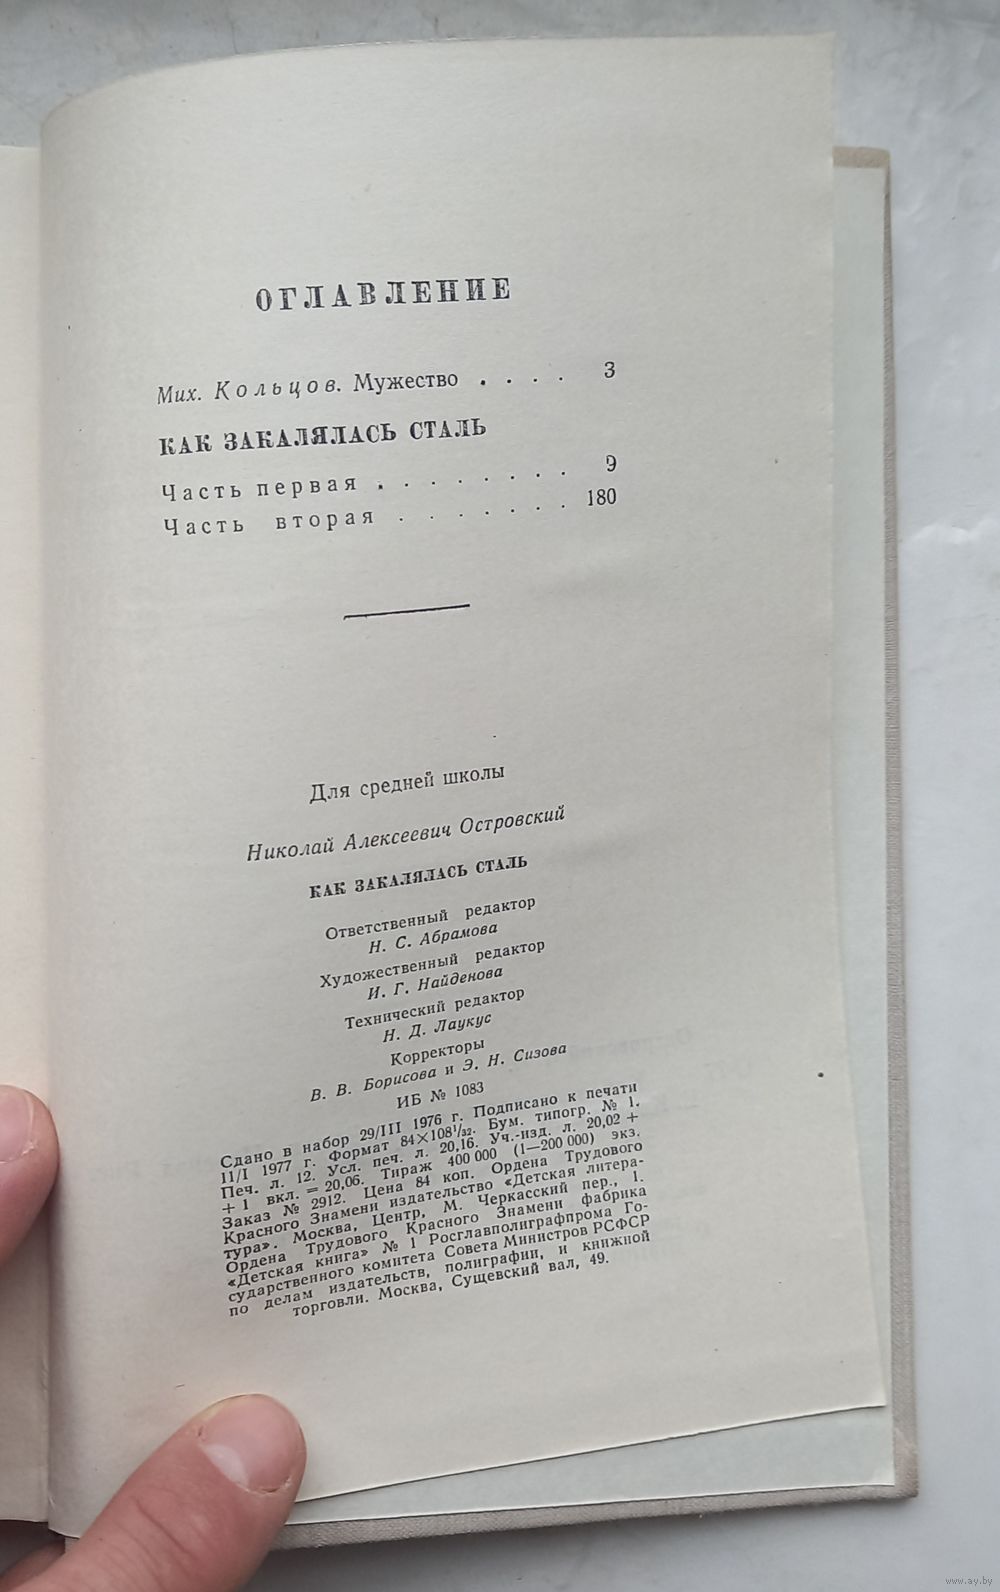 ОГЛАВЛЕНИЕ
Мих. Кольцов. Мужество . . . . 3
КАК ЗАКАЛЯЛАСЬ СТАЛЬ
Часть первая . . . . . . . 9
Часть вторая . . . . . . . 180
Для средней школы
Николай Алексеевич Островский
КАК ЗАКАЛЯЛАСЬ СТАЛЬ
Ответственный редактор
Н. С. Абрамова
Художественный редактор
И. Г. Найденова
Технический редактор
Н. Д. Лаукус
Корректоры
В. В. Борисова и Э. Н. Сизова
ИБ № 1083
Сдано в набор 29/III 1976 г. Подписано к печати
11/I 1977 г. Формат 84×108¹/₃₂. Бум. типогр. № 1.
Печ. л. 12. Усл. печ. л. 20,16. Уч.-изд. л. 20,02 +
+ 1 вкл. = 20,06. Тираж 400 000 (1—200 000) экз.
Заказ № 2912. Цена 84 коп. Ордена Трудового
Красного Знамени издательство «Детская литера-
тура». Москва, Центр, М. Черкасский пер., 1.
Ордена Трудового Красного Знамени фабрика
«Детская книга» № 1 Росглавполиграфпрома Го-
сударственного комитета Совета Министров РСФСР
по делам издательств, полиграфии, и книжной
торговли. Москва, Сущевский вал, 49.
www.ay.by